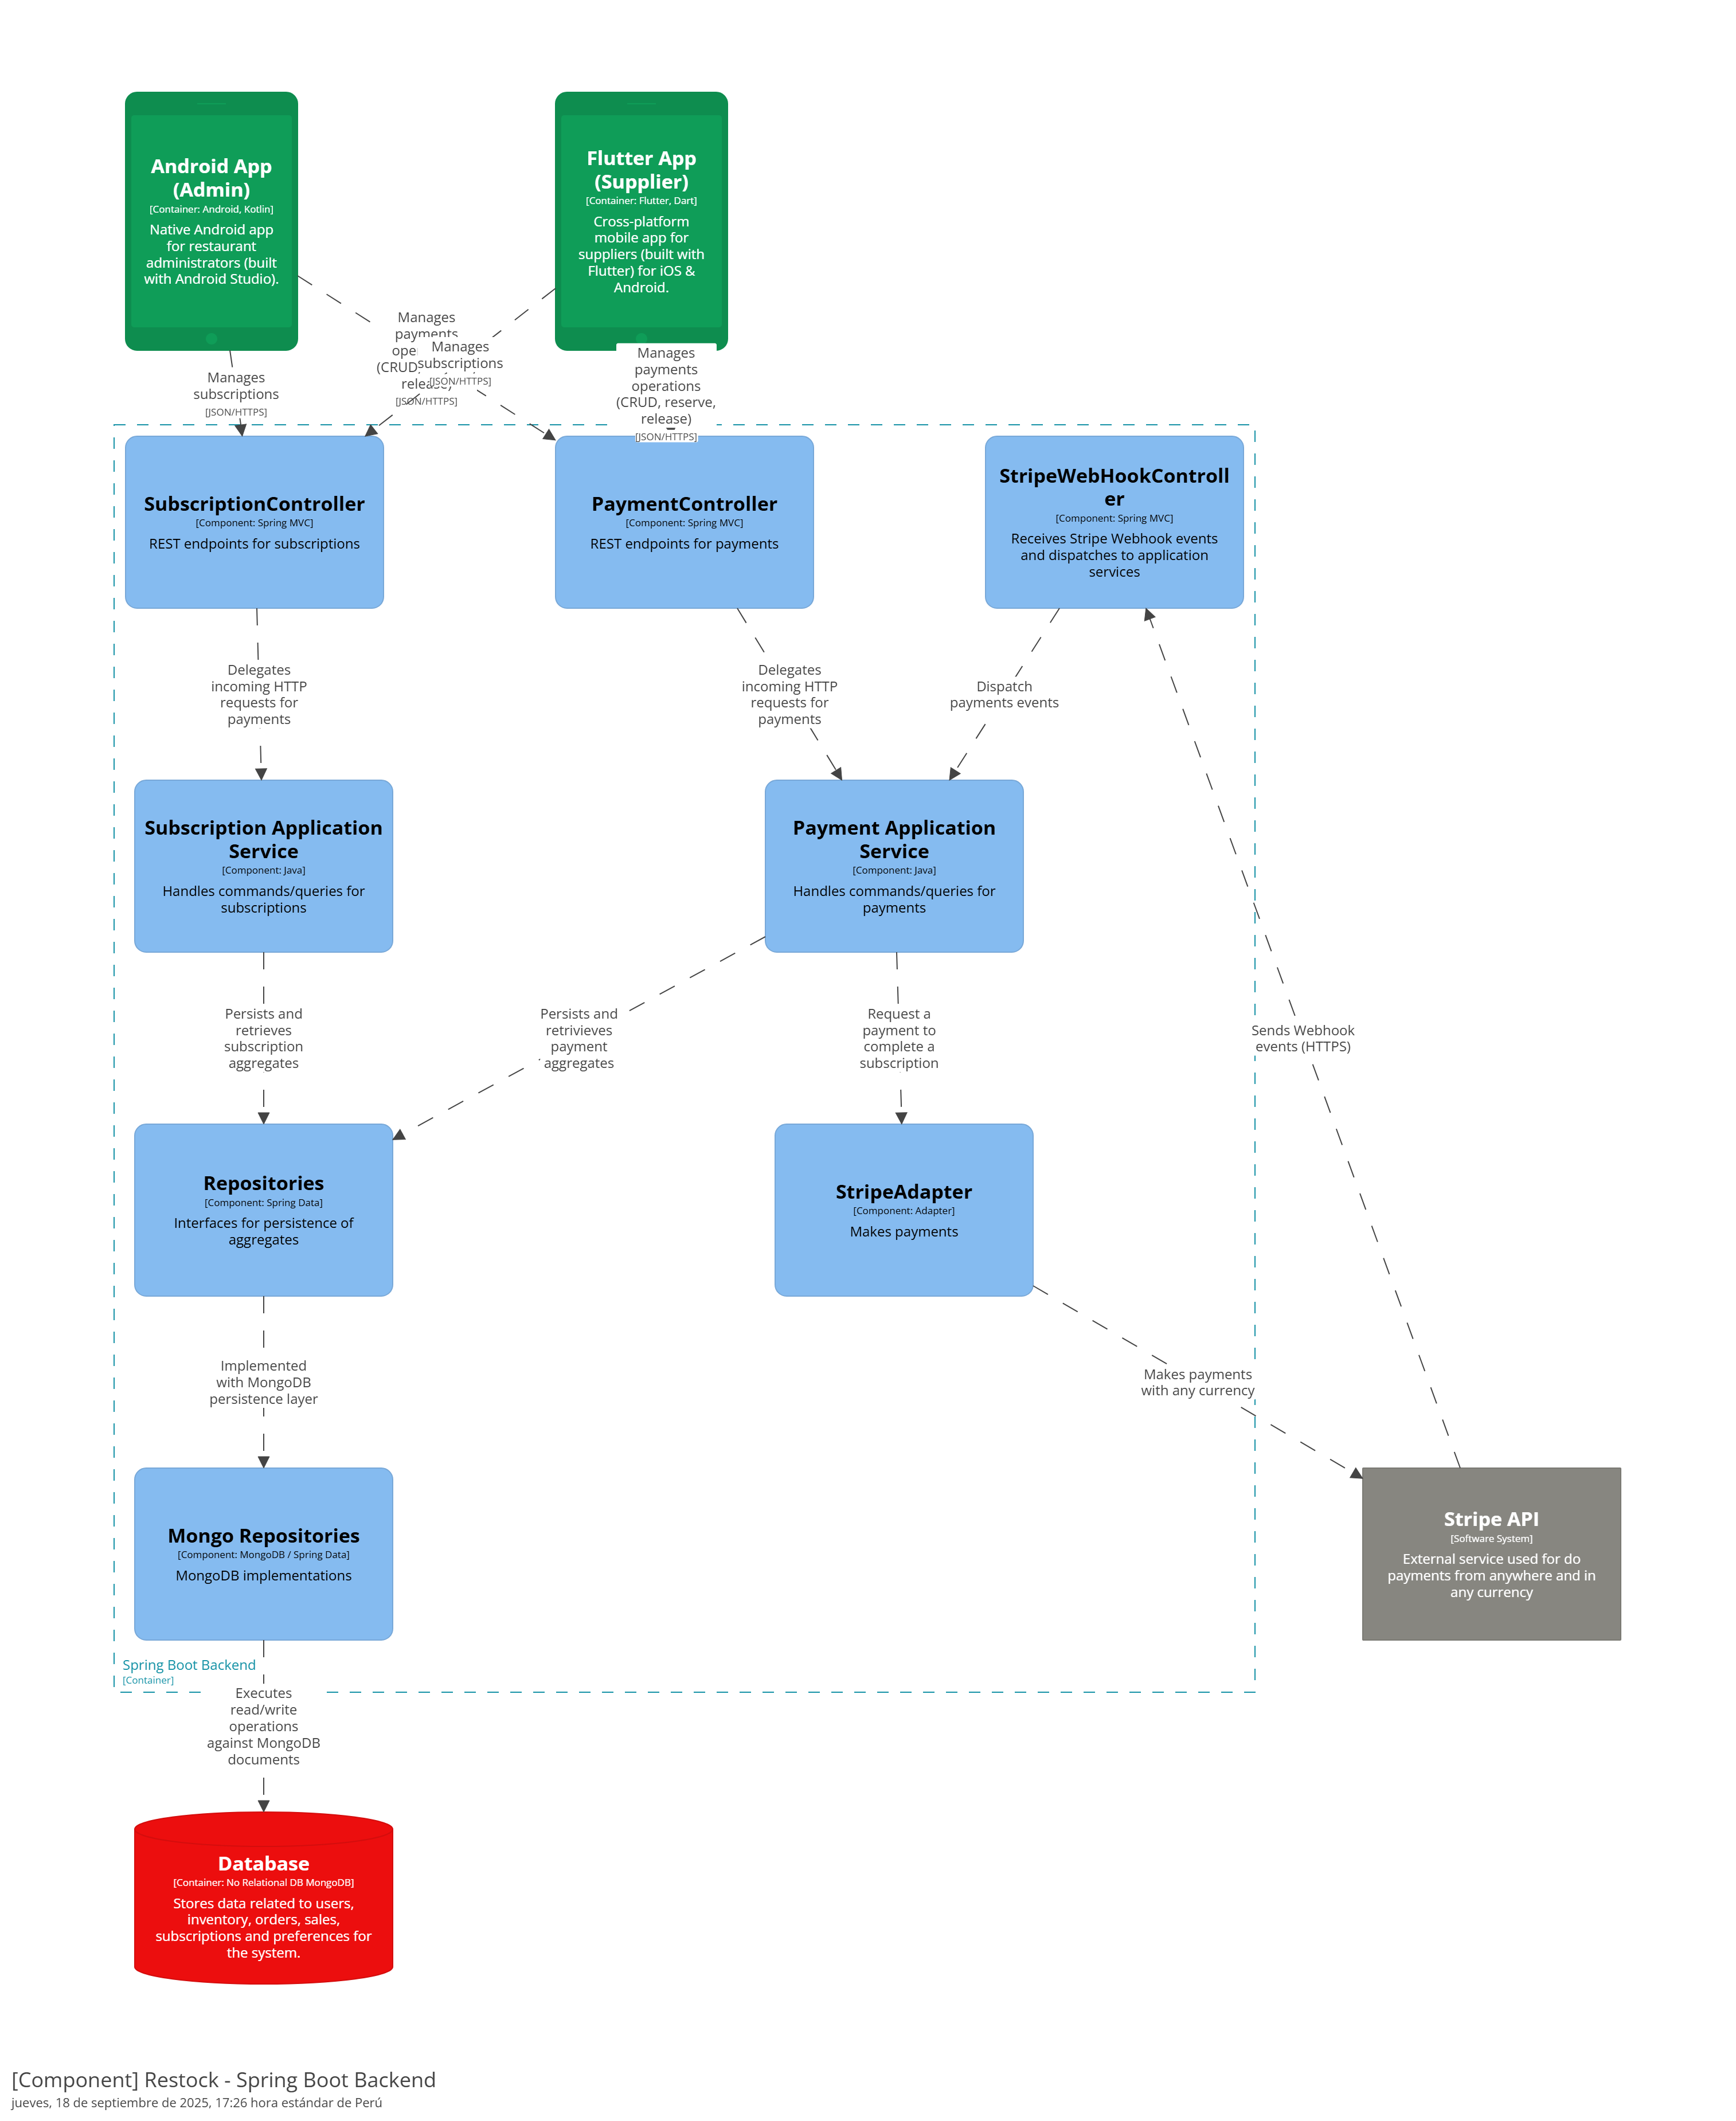 Android App
(Admin)
[Container: Android, Kotlin]
Native Android app
for restaurant
administrators (built
with Android Studio).
Flutter App
(Supplier)
[Container: Flutter, Dart]
Cross-platform
mobile app for
suppliers (built with
Flutter) for iOS &
Android.
Manages
subscriptions
[JSON/HTTPS]
Manages
payments
(CRUD
[JSON/HTTPS]
Manages
subscriptions
[JSON/HTTPS]
Manages
payments
operations
(CRUD, reserve,
release)
[JSON/HTTPS]
SubscriptionController
[Component: Spring MVC]
REST endpoints for subscriptions
PaymentController
[Component: Spring MVC]
REST endpoints for payments
StripeWebHookControll
er
[Component: Spring MVC]
Receives Stripe Webhook events
and dispatches to application
services
Delegates
incoming HTTP
requests for
payments
Delegates
incoming HTTP
requests for
payments
Dispatch
payments events
Subscription Application
Service
[Component: Java]
Handles commands/queries for
subscriptions
Payment Application
Service
[Component: Java]
Handles commands/queries for
payments
Persists and
retrieves
subscription
aggregates
Persists and
retrivieves
payment
aggregates
Request a
payment to
complete a
subscription
Sends Webhook
events (HTTPS)
Repositories
[Component: Spring Data]
Interfaces for persistence of
aggregates
StripeAdapter
[Component: Adapter]
Makes payments
Implemented
with MongoDB
persistence layer
Makes payments
with any currency
Mongo Repositories
[Component: MongoDB / Spring Data]
MongoDB implementations
Stripe API
[Software System]
External service used for do
payments from anywhere and in
any currency
Spring Boot Backend
[Container]
Executes
read/write
operations
against MongoDB
documents
Database
[Container: No Relational DB MongoDB]
Stores data related to users,
inventory, orders, sales,
subscriptions and preferences for
the system.
[Component] Restock - Spring Boot Backend
jueves, 18 de septiembre de 2025, 17:26 hora estándar de Perú